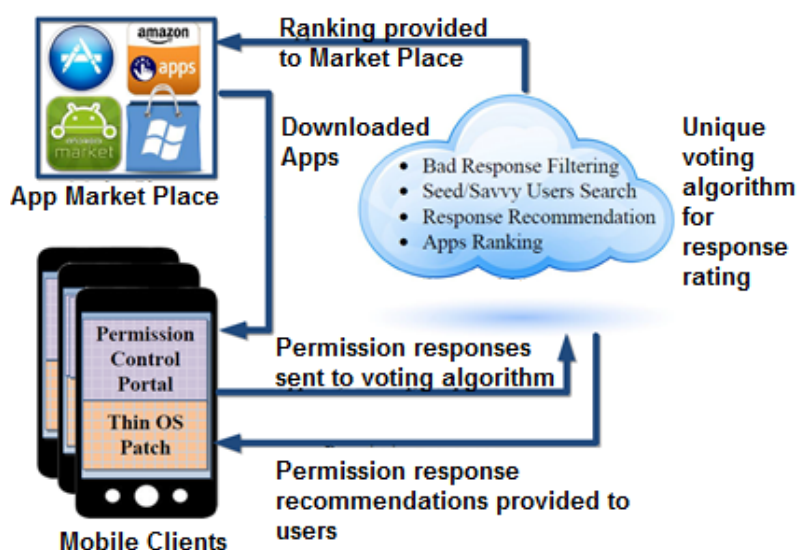 amazon
apps
android
market
App Market Place
Ranking provided
to Market Place
Downloaded
Apps
• Bad Response Filtering
• Seed/Savvy Users Search
• Response Recommendation
• Apps Ranking
Unique
voting
algorithm
for
response
rating
Permission
Control
Portal
Thin OS
Patch
Mobile Clients
Permission responses
sent to voting algorithm
Permission response
recommendations provided to
users